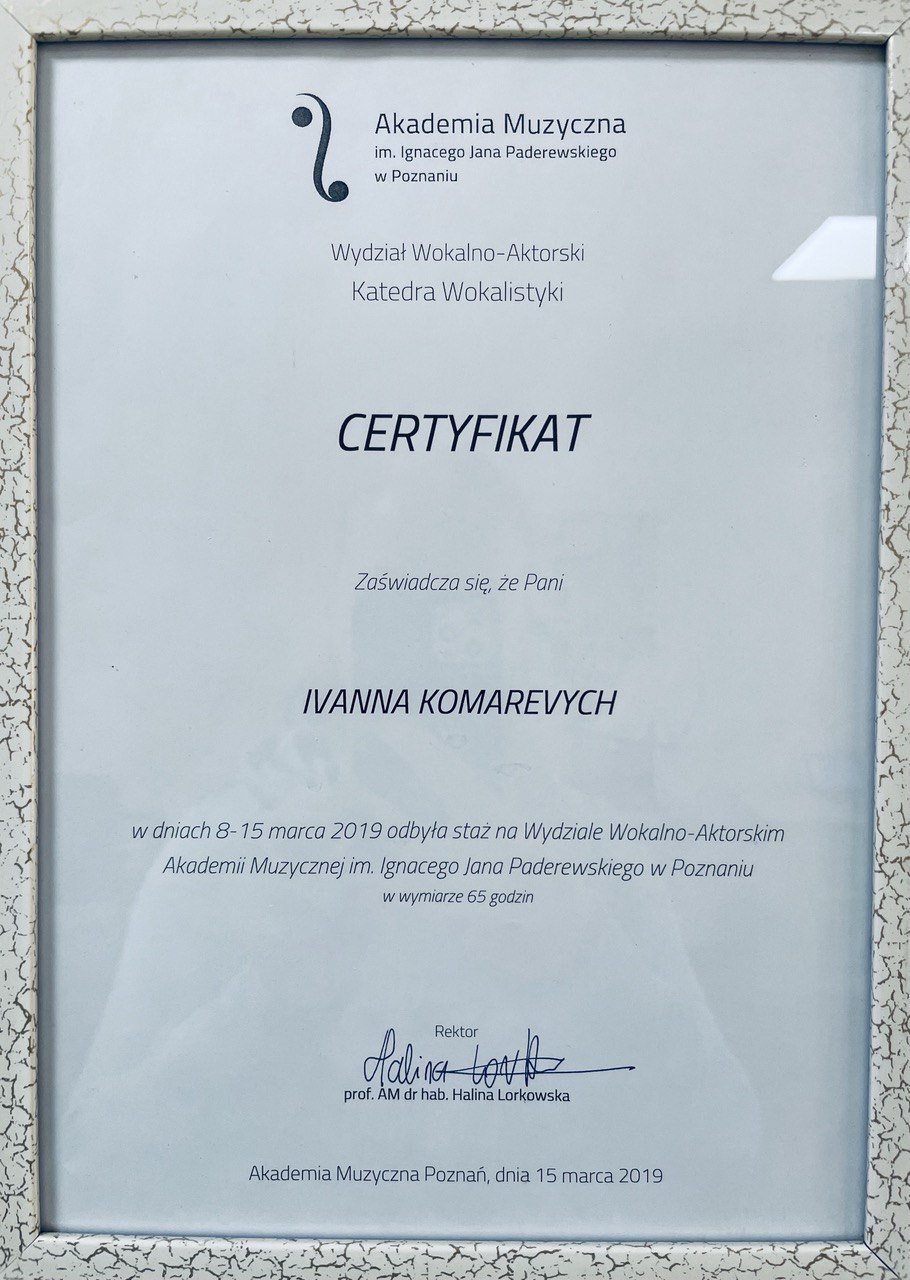 Akademia Muzyczna
im. Ignacego Jana Paderewskiego
w Poznaniu
Wydział Wokalno-Aktorski
Katedra Wokalistyki
CERTYFIKAT
Zaświadcza się, że Pani
IVANNA KOMAREVYCH
w dniach 8-15 marca 2019 odbyła staż na Wydziale Wokalno-Aktorskim
Akademii Muzycznej im. Ignacego Jana Paderewskiego w Poznaniu
w wymiarze 65 godzin
Rektor
Halina
prof. AM dr hab. Halina Lorkowska
Akademia Muzyczna Poznań, dnia 15 marca 2019